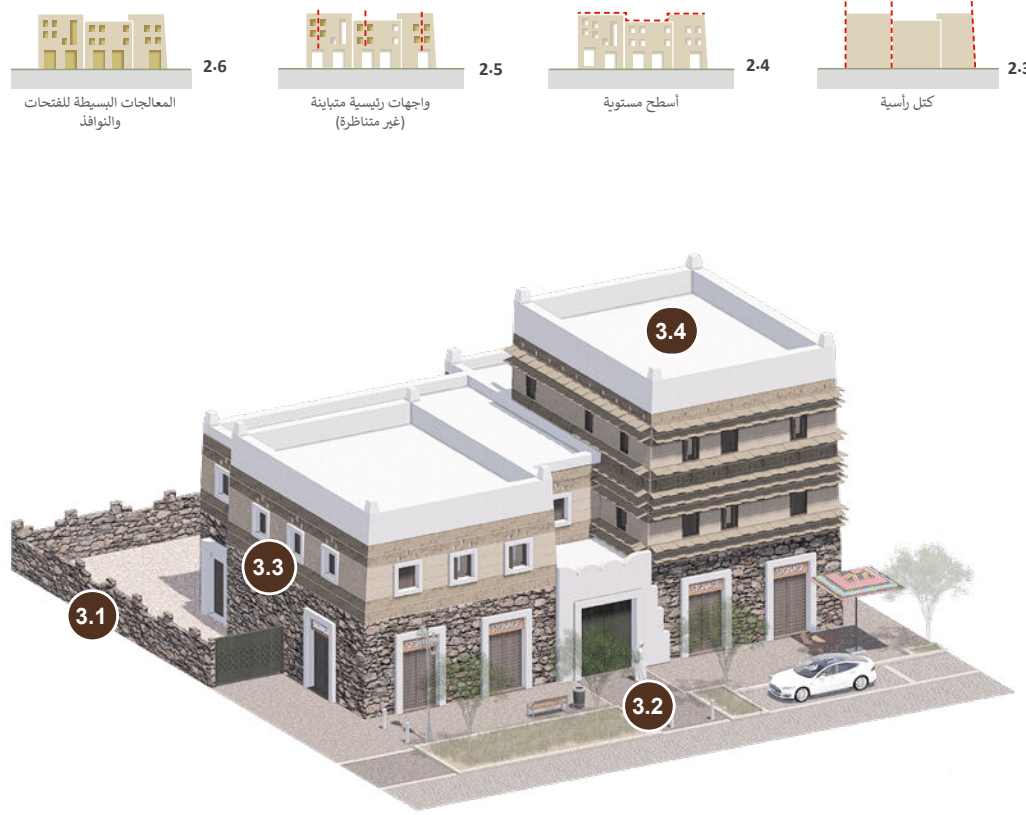 2.3
كتل رأسية
2.4
أسطح مستوية
2.5
واجهات رئيسية متباينة
(غير متناظرة)
2.6
المعالجات البسيطة للفتحات
والنوافذ
3.4
3.3
3.1
3.2
SIGNAGE
SIGNAGE
SIGNAGE